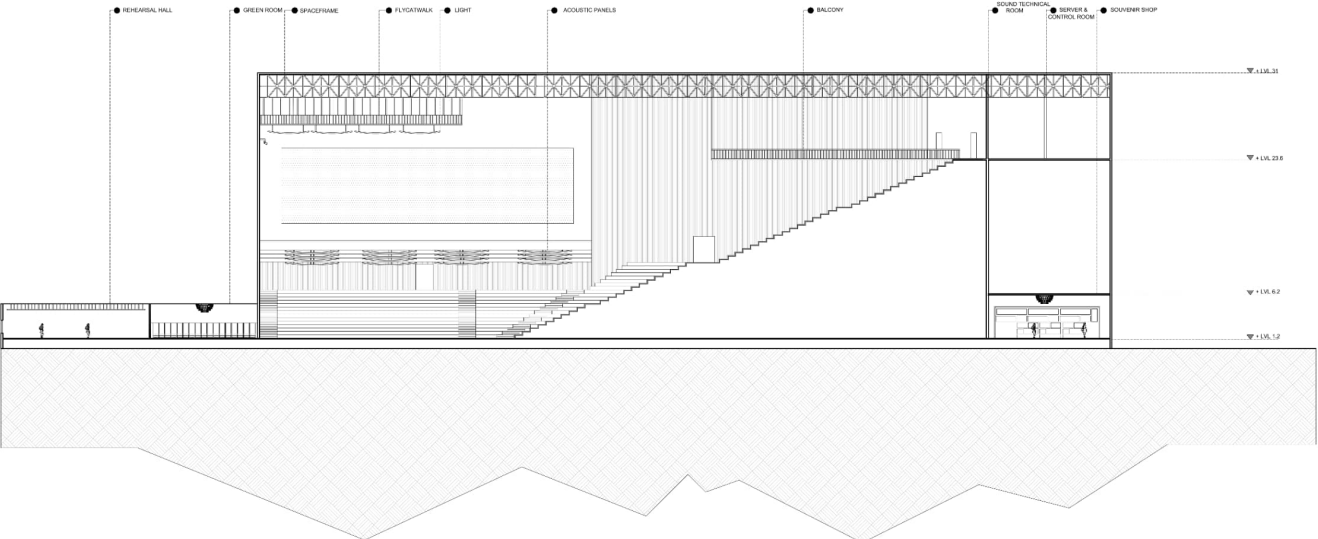 REHEARSAL HALL
GREEN ROOM
SPACEFRAME
FLYCATWALK
LIGHT
ACOUSTIC PANELS
BALCONY
SOUND TECHNICAL
ROOM
SERVER &
CONTROL ROOM
SOUVENIR SHOP
+ LVL 31
+ LVL 23.8
+ LVL 6.2
+ LVL 1.2